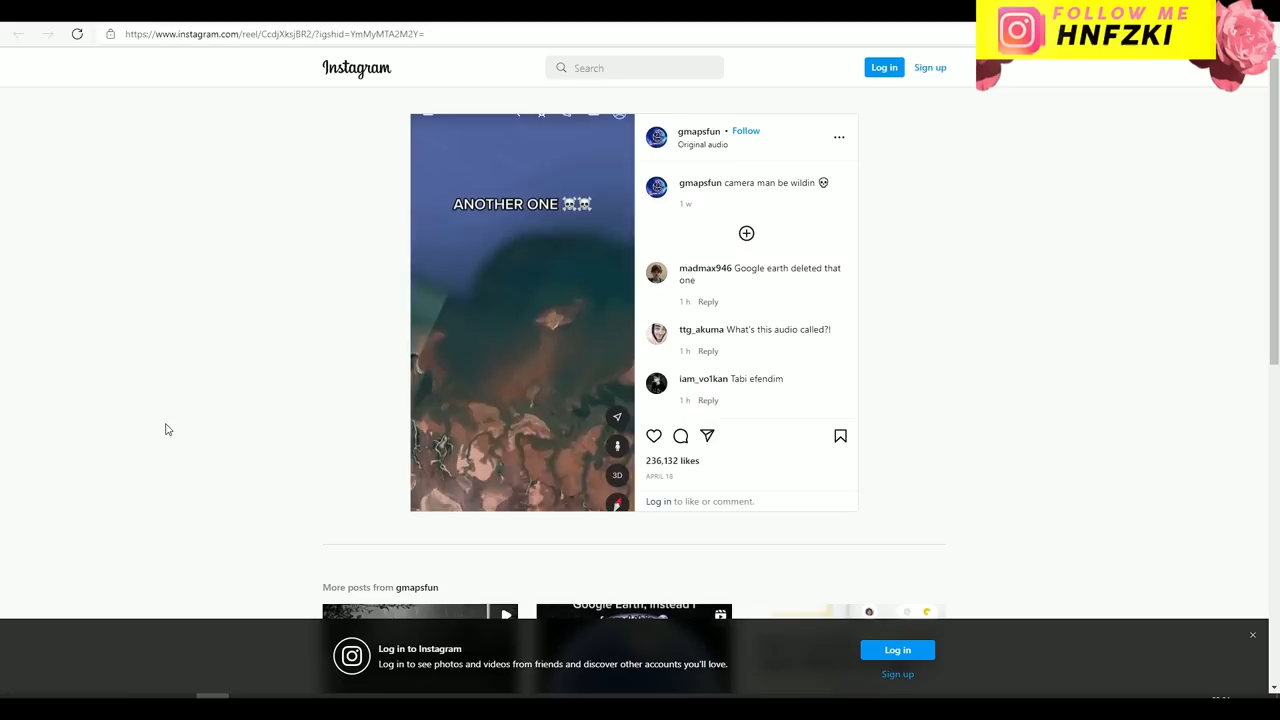 FOLLOW ME
HNFZKI
https://www.instagram.com/reel/CcdjXksjBR2/?igshid=YmMyMTA2M2Y=
Instagram
Search
Log in
Sign up
ANOTHER ONE ☠️☠️
3D
gmapsfun • Follow
Original audio
gmapsfun camera man be wildin 💀
1 w
madmax946 Google earth deleted that
one
1 h Reply
ttg_akuma What's this audio called?!
1 h Reply
iam_vo1kan Tabi efendim
1 h Reply
236,132 likes
APRIL 18
Log in to like or comment.
More posts from gmapsfun
Google Earth, instead I
Log in to Instagram
Log in to see photos and videos from friends and discover other accounts you'll love.
Log in
Sign up